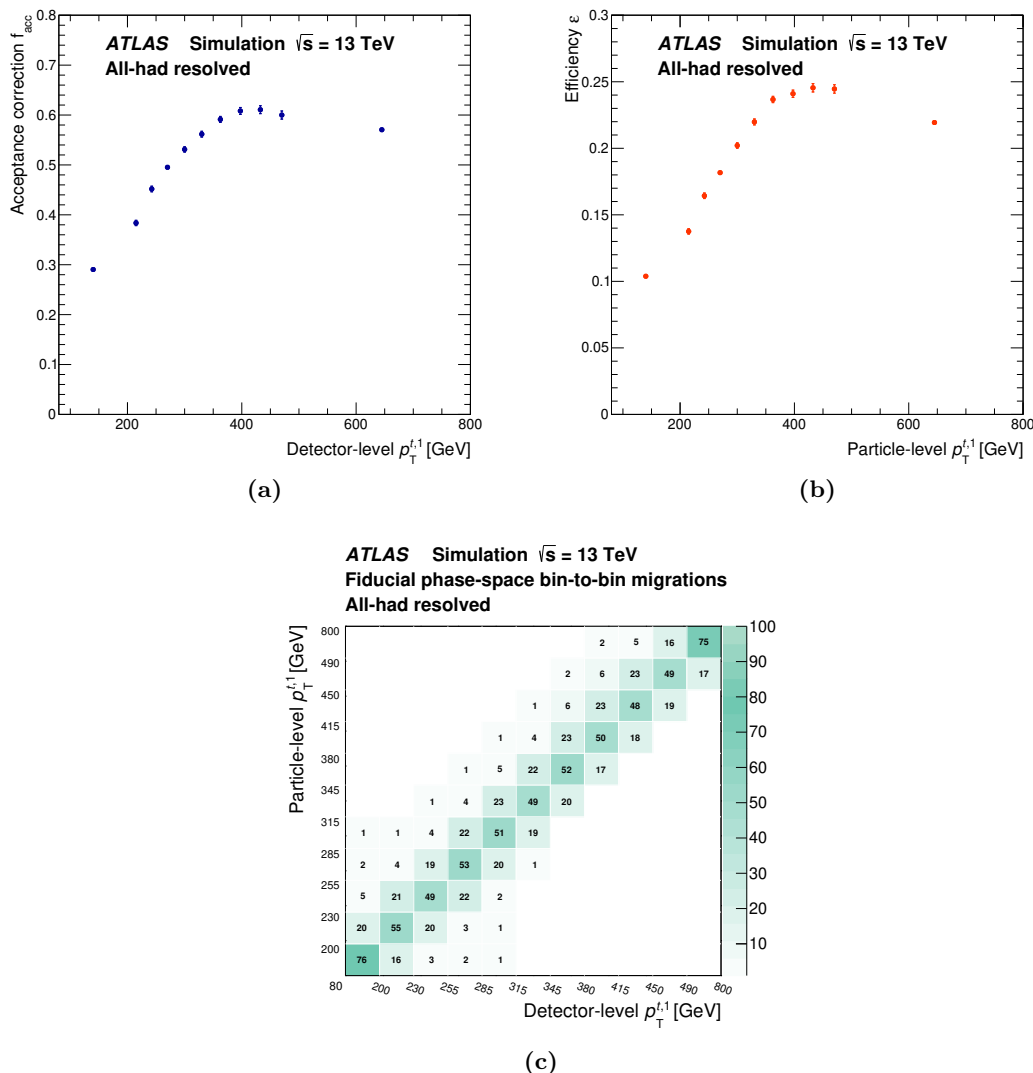 ATLAS Simulation √s = 13 TeV
All-had resolved
Acceptance correction f_acc
0.8
0.7
0.6
0.5
0.4
0.3
0.2
0.1
0
200 400 600 800
Detector-level p_T^{t,1} [GeV]
(a)
ATLAS Simulation √s = 13 TeV
All-had resolved
Efficiency ε
0.3
0.25
0.2
0.15
0.1
0.05
0
200 400 600 800
Particle-level p_T^{t,1} [GeV]
(b)
ATLAS Simulation √s = 13 TeV
Fiducial phase-space bin-to-bin migrations
All-had resolved
Particle-level p_T^{t,1} [GeV]
800
490
450
415
380
345
315
285
255
230
200
80
2 5 16 75
2 6 23 49 17
1 6 23 48 19
1 4 23 50 18
1 5 22 52 17
1 4 23 49 20
1 1 4 22 51 19
2 4 19 53 20 1
5 21 49 22 2
20 55 20 3 1
76 16 3 2 1
200 230 255 285 315 345 380 415 450 490 800
Detector-level p_T^{t,1} [GeV]
100
90
80
70
60
50
40
30
20
10
(c)